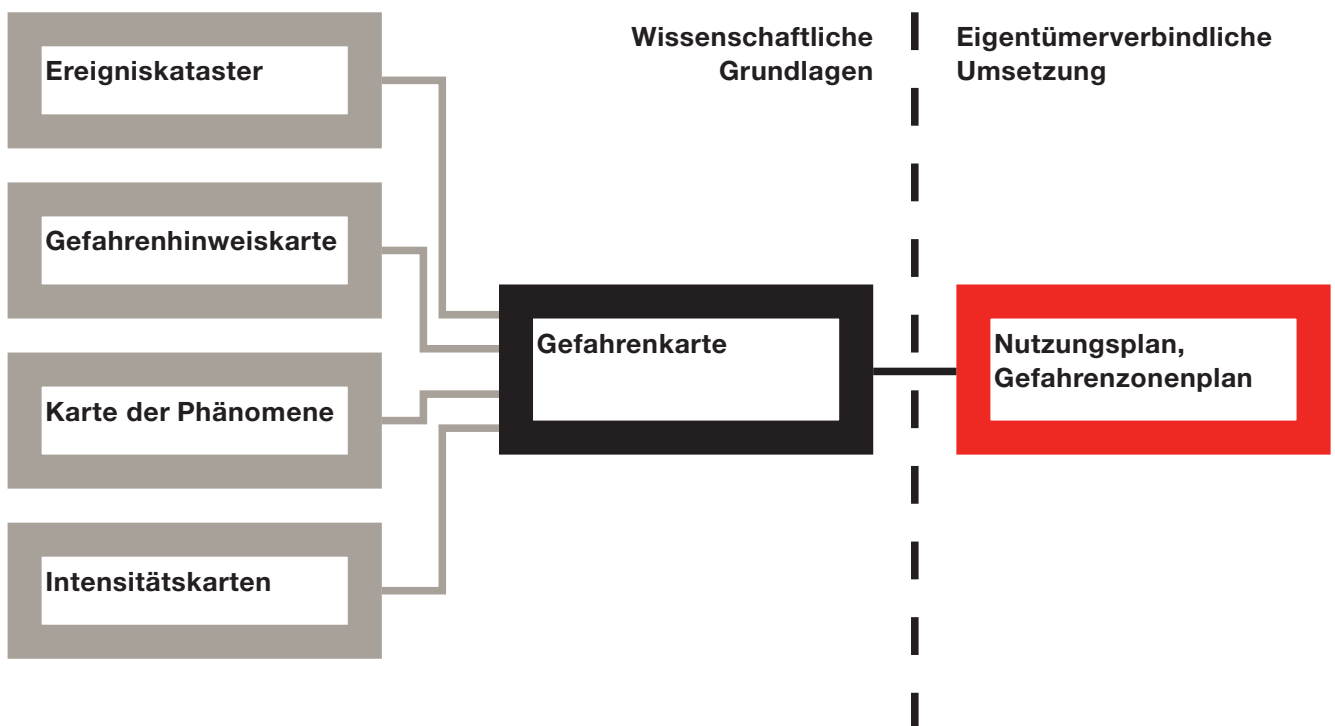 Ereigniskataster
Gefahrenhinweiskarte
Karte der Phänomene
Intensitätskarten
Wissenschaftliche
Grundlagen
Gefahrenkarte
Eigentümerverbindliche
Umsetzung
Nutzungsplan,
Gefahrenzonenplan